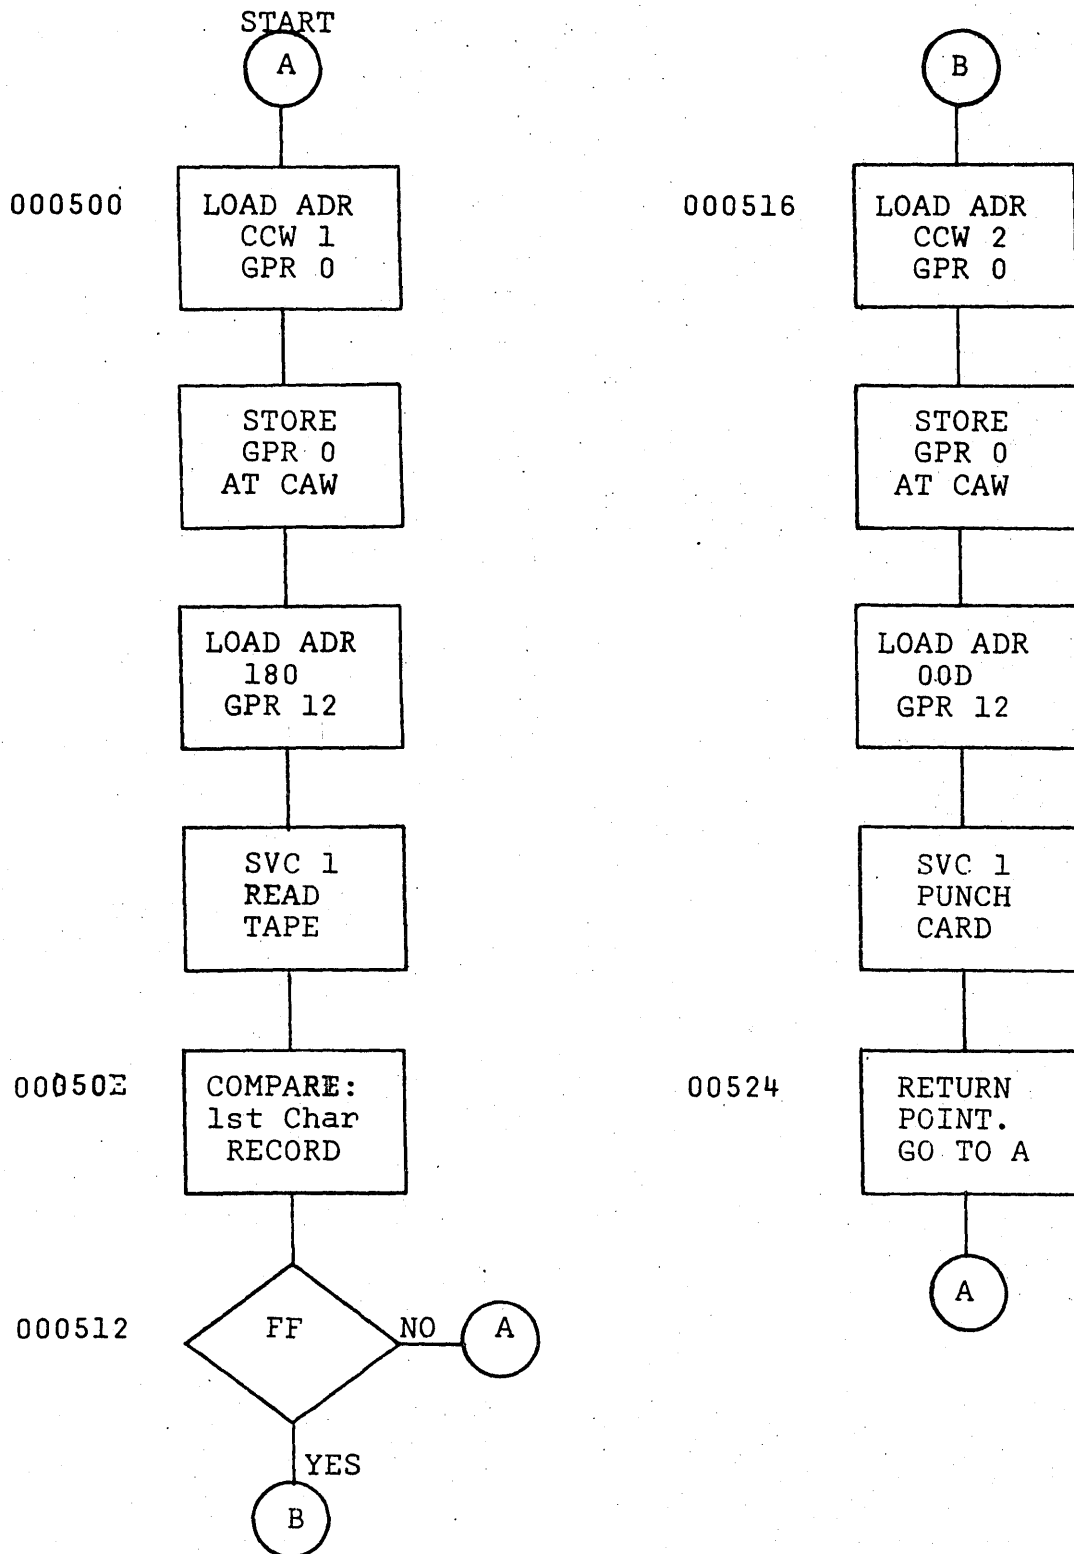 START
A
000500
LOAD ADR
CCW 1
GPR 0
STORE
GPR 0
AT CAW
LOAD ADR
180
GPR 12
SVC 1
READ
TAPE
00050E
COMPARE:
1st Char
RECORD
000512
FF
NO
A
YES
B
B
000516
LOAD ADR
CCW 2
GPR 0
STORE
GPR 0
AT CAW
LOAD ADR
00D
GPR 12
SVC 1
PUNCH
CARD
00524
RETURN
POINT.
GO TO A
A